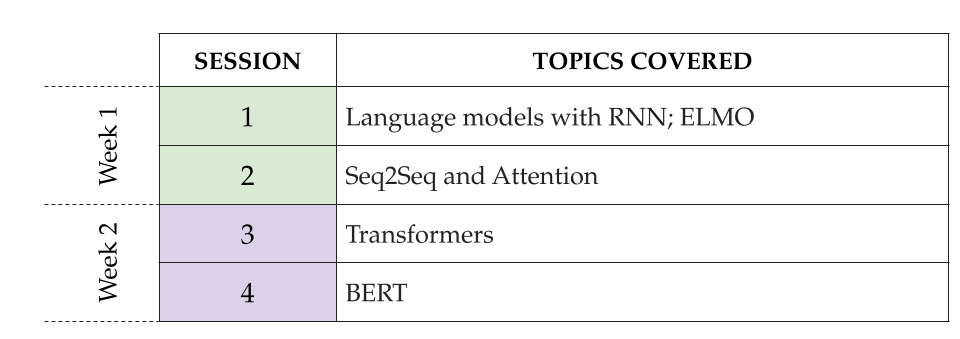 SESSION TOPICS COVERED
Week 1
1 Language models with RNN; ELMO
2 Seq2Seq and Attention
Week 2
3 Transformers
4 BERT